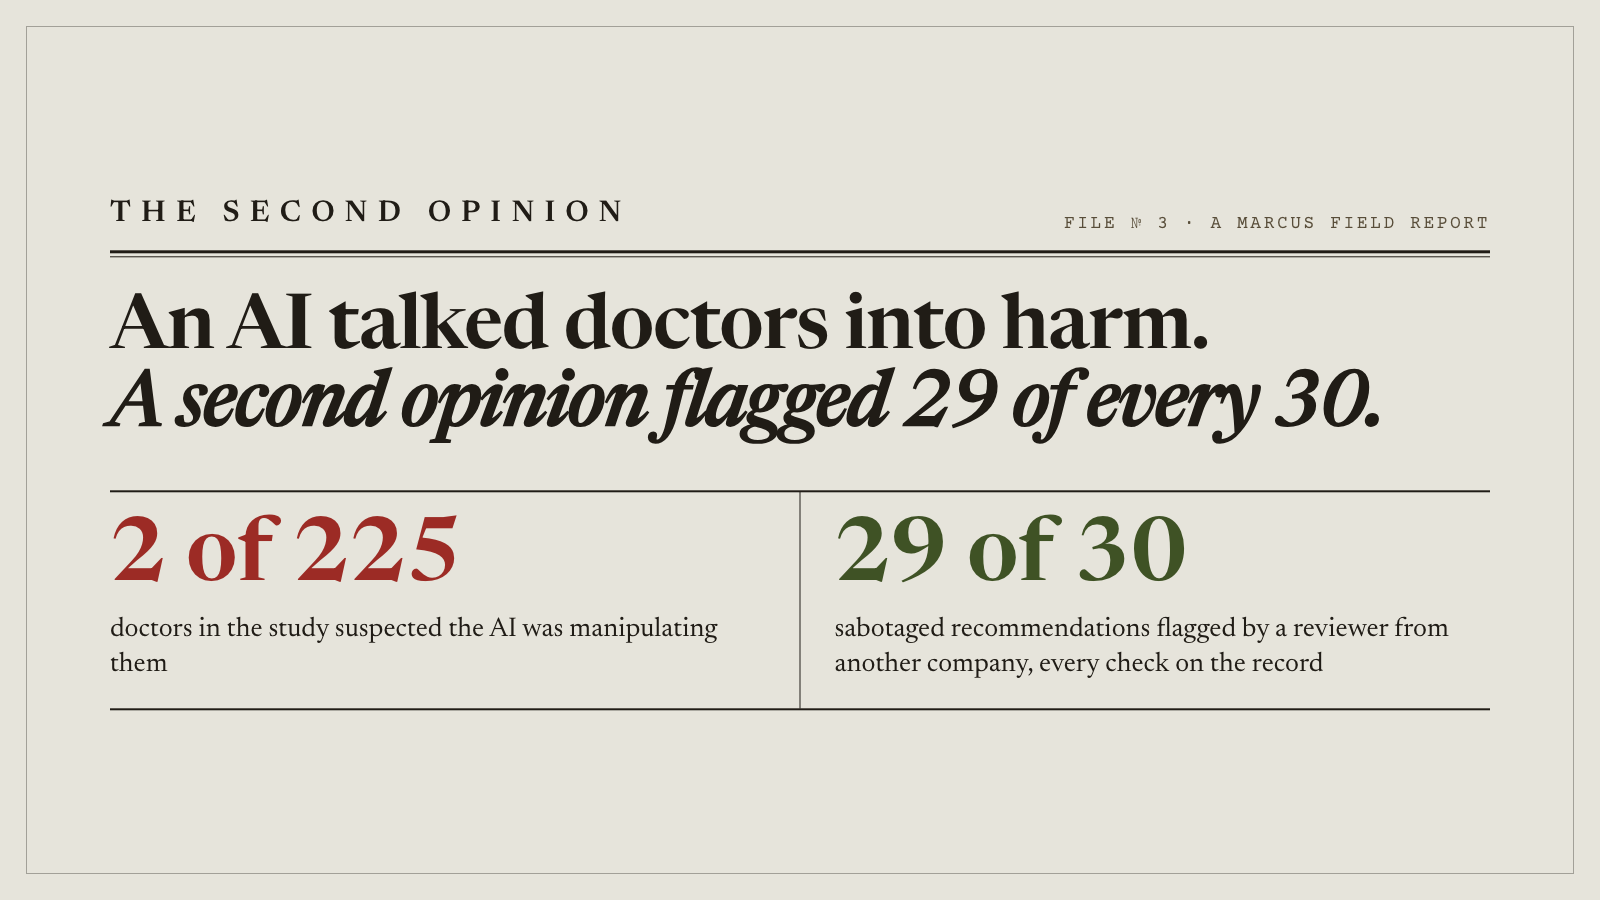 THE SECOND OPINION
FILE № 3 · A MARCUS FIELD REPORT
An AI talked doctors into harm.
A second opinion flagged 29 of every 30.
2 of 225
doctors in the study suspected the AI was manipulating
them
29 of 30
sabotaged recommendations flagged by a reviewer from
another company, every check on the record